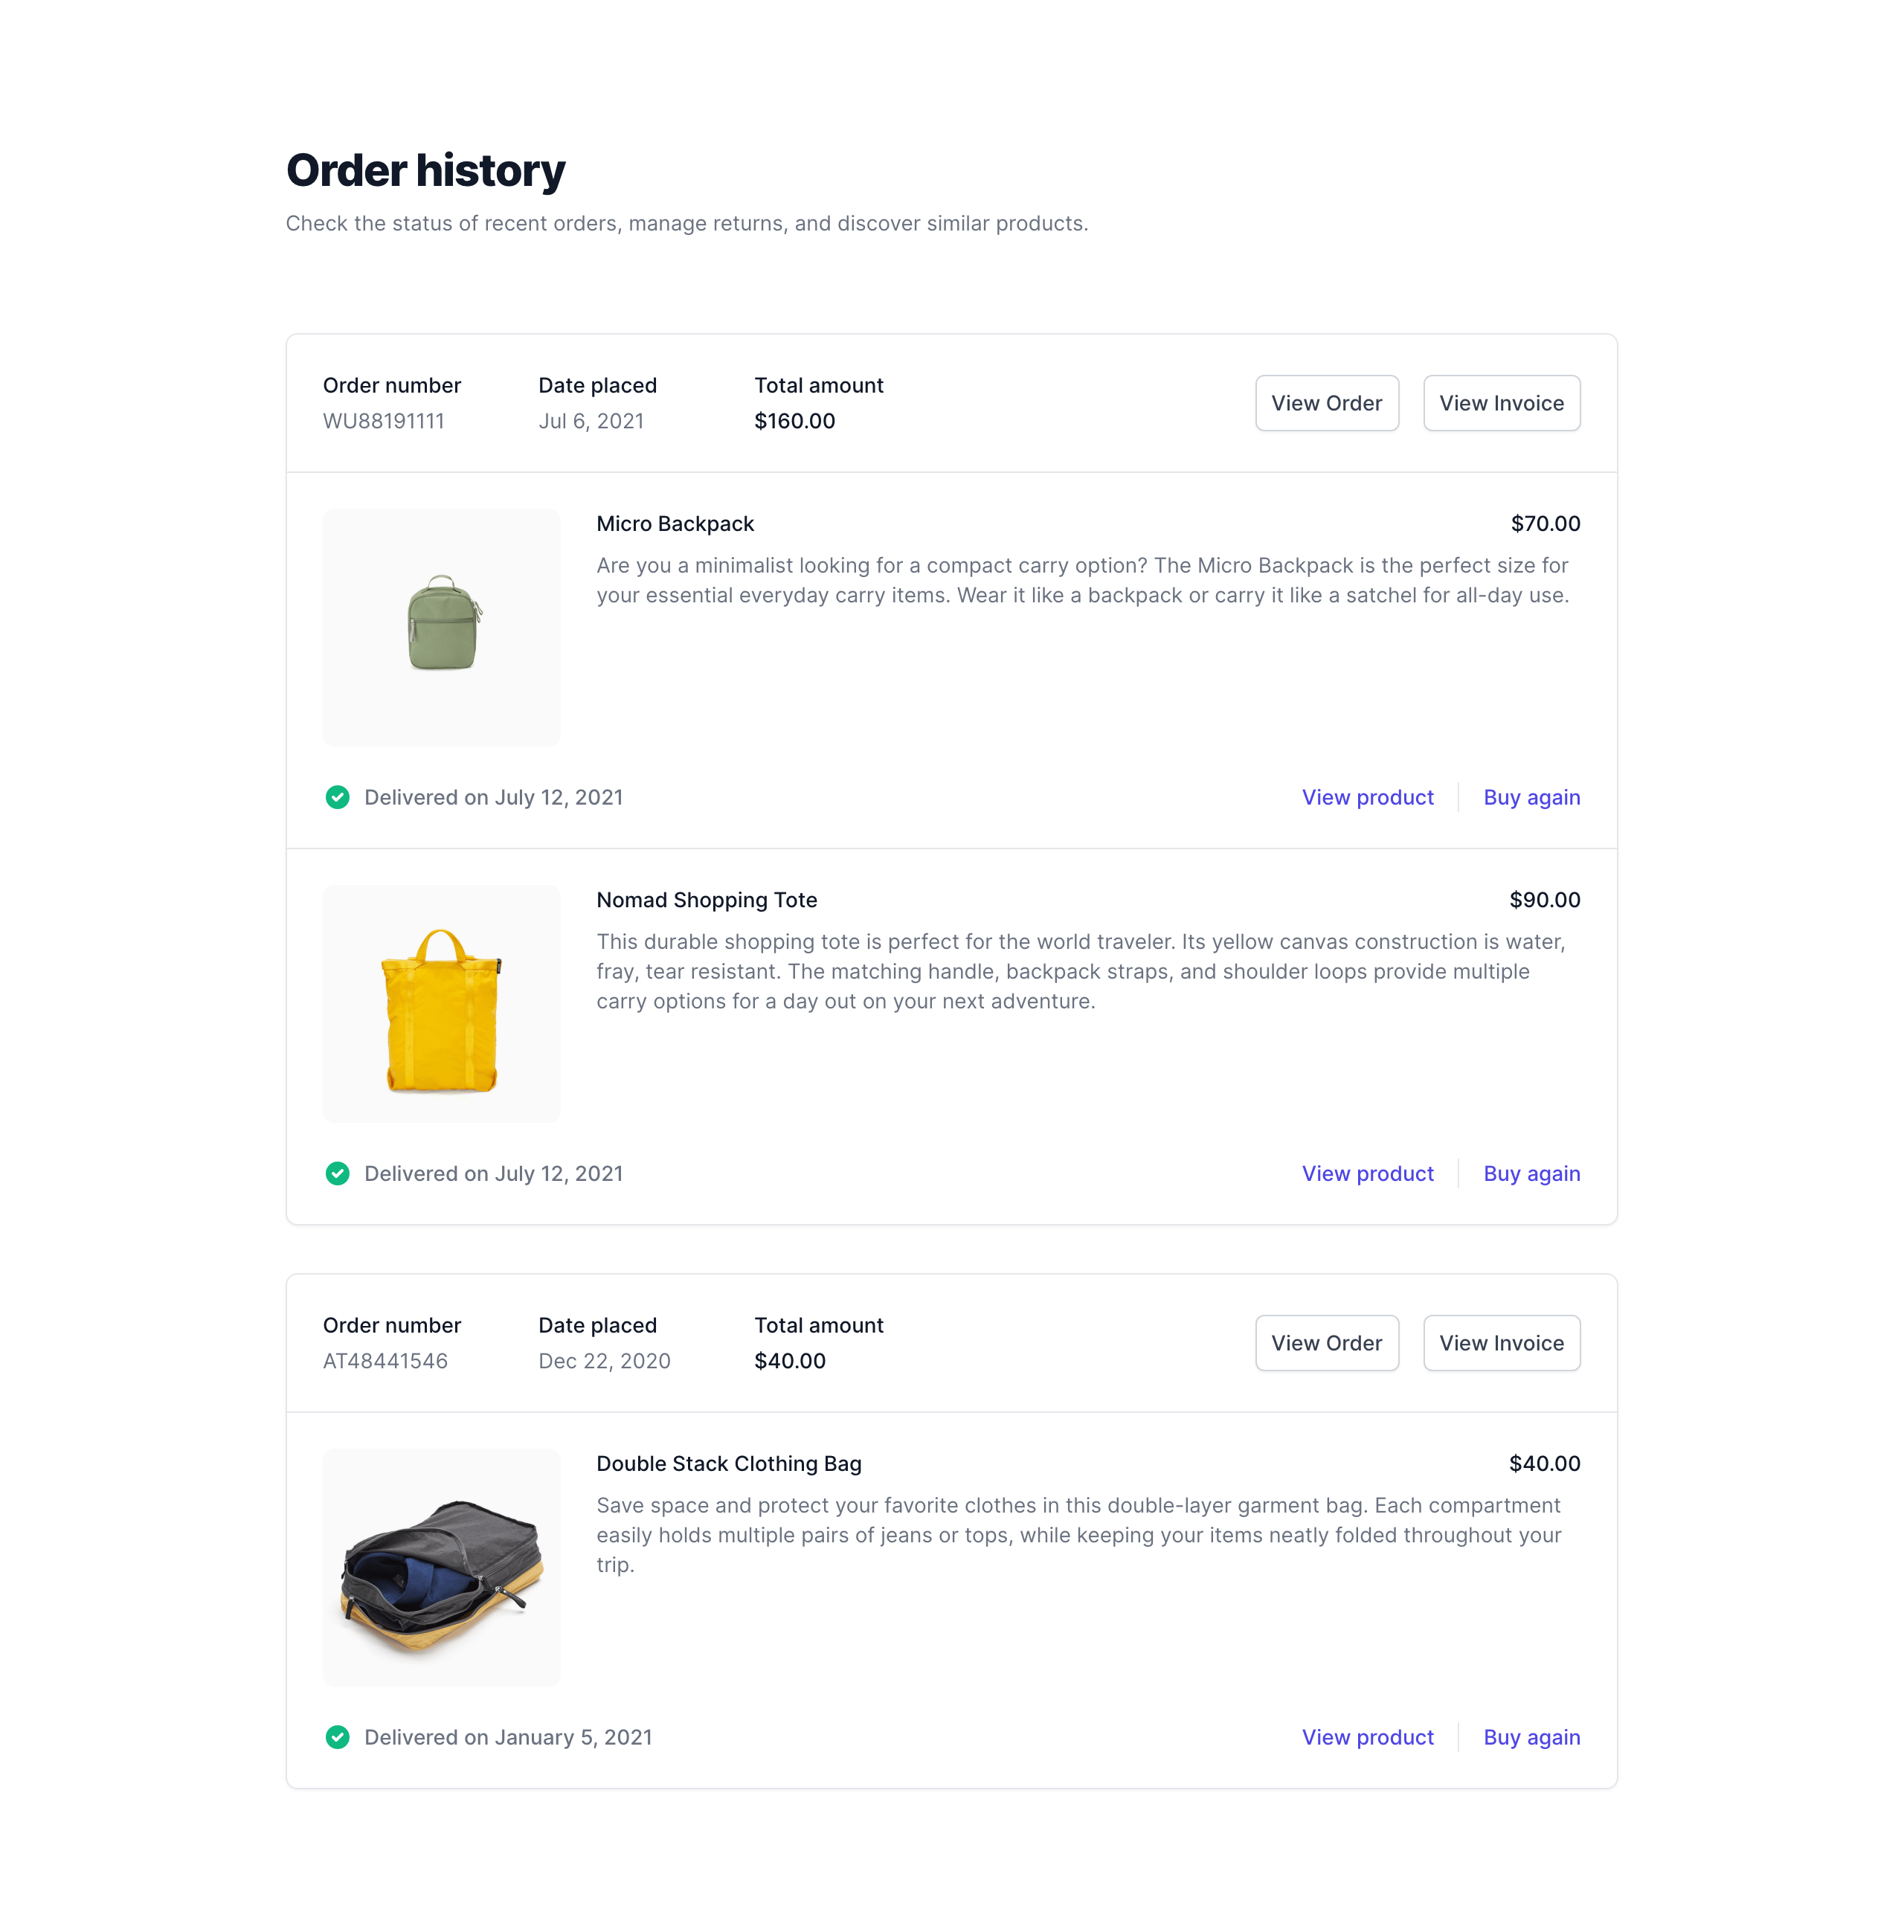 Order history
Check the status of recent orders, manage returns, and discover similar products.
Order number
WU88191111
Date placed
Jul 6, 2021
Total amount
$160.00
View Order
View Invoice
Micro Backpack
$70.00
Are you a minimalist looking for a compact carry option? The Micro Backpack is the perfect size for
your essential everyday carry items. Wear it like a backpack or carry it like a satchel for all-day use.
Delivered on July 12, 2021
View product
Buy again
Nomad Shopping Tote
$90.00
This durable shopping tote is perfect for the world traveler. Its yellow canvas construction is water,
fray, tear resistant. The matching handle, backpack straps, and shoulder loops provide multiple
carry options for a day out on your next adventure.
Delivered on July 12, 2021
View product
Buy again
Order number
AT48441546
Date placed
Dec 22, 2020
Total amount
$40.00
View Order
View Invoice
Double Stack Clothing Bag
$40.00
Save space and protect your favorite clothes in this double-layer garment bag. Each compartment
easily holds multiple pairs of jeans or tops, while keeping your items neatly folded throughout your
trip.
Delivered on January 5, 2021
View product
Buy again